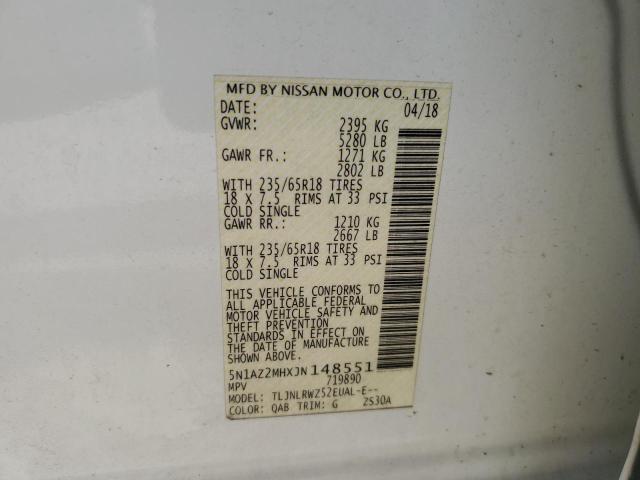 MFD BY NISSAN MOTOR CO., LTD.
DATE: 04/18
GVWR: 2395 KG
5280 LB
GAWR FR.: 1271 KG
2802 LB
WITH 235/65R18 TIRES
18 X 7.5 RIMS AT 33 PSI
COLD SINGLE
GAWR RR.: 1210 KG
2667 LB
WITH 235/65R18 TIRES
18 X 7.5 RIMS AT 33 PSI
COLD SINGLE
THIS VEHICLE CONFORMS TO
ALL APPLICABLE FEDERAL
MOTOR VEHICLE SAFETY AND
THEFT PREVENTION
STANDARDS IN EFFECT ON
THE DATE OF MANUFACTURE
SHOWN ABOVE.
5N1AZ2MHXJN148551
MPV 719890
MODEL: TLJNLRWZ52EUAL-E--
COLOR: QAB TRIM: G 2S30A